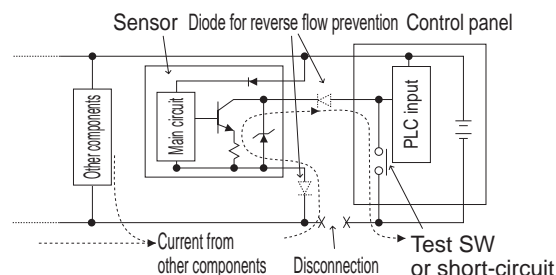 Sensor
Diode for reverse flow prevention
Control panel
Other components
Main circuit
PLC input
Current from
other components
Disconnection
Test SW
or short-circuit